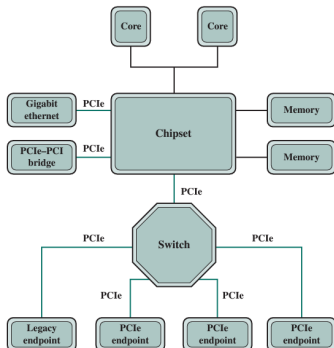 Core
Core
Gigabit
ethernet
PCIe
Chipset
Memory
PCIe–PCI
bridge
PCIe
Memory
PCIe
Switch
PCIe
PCIe
PCIe
PCIe
Legacy
endpoint
PCIe
endpoint
PCIe
endpoint
PCIe
endpoint